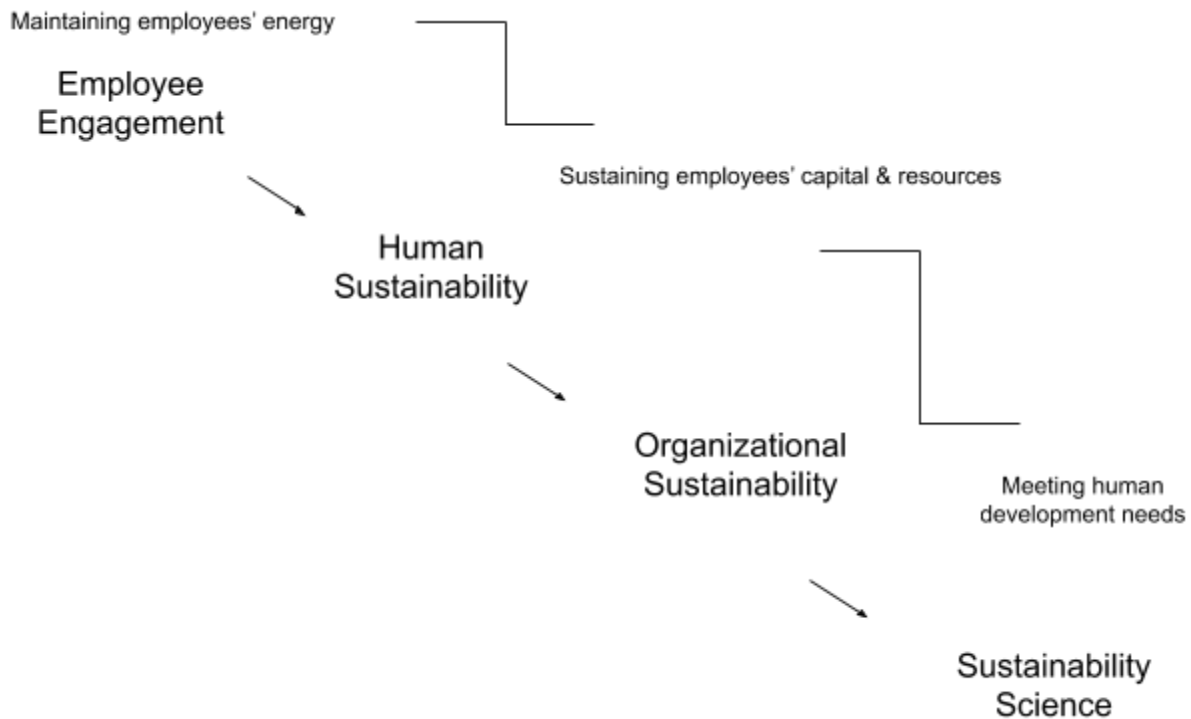 Maintaining employees’ energy
Employee
Engagement
Sustaining employees’ capital & resources
Human
Sustainability
Organizational
Sustainability
Meeting human
development needs
Sustainability
Science